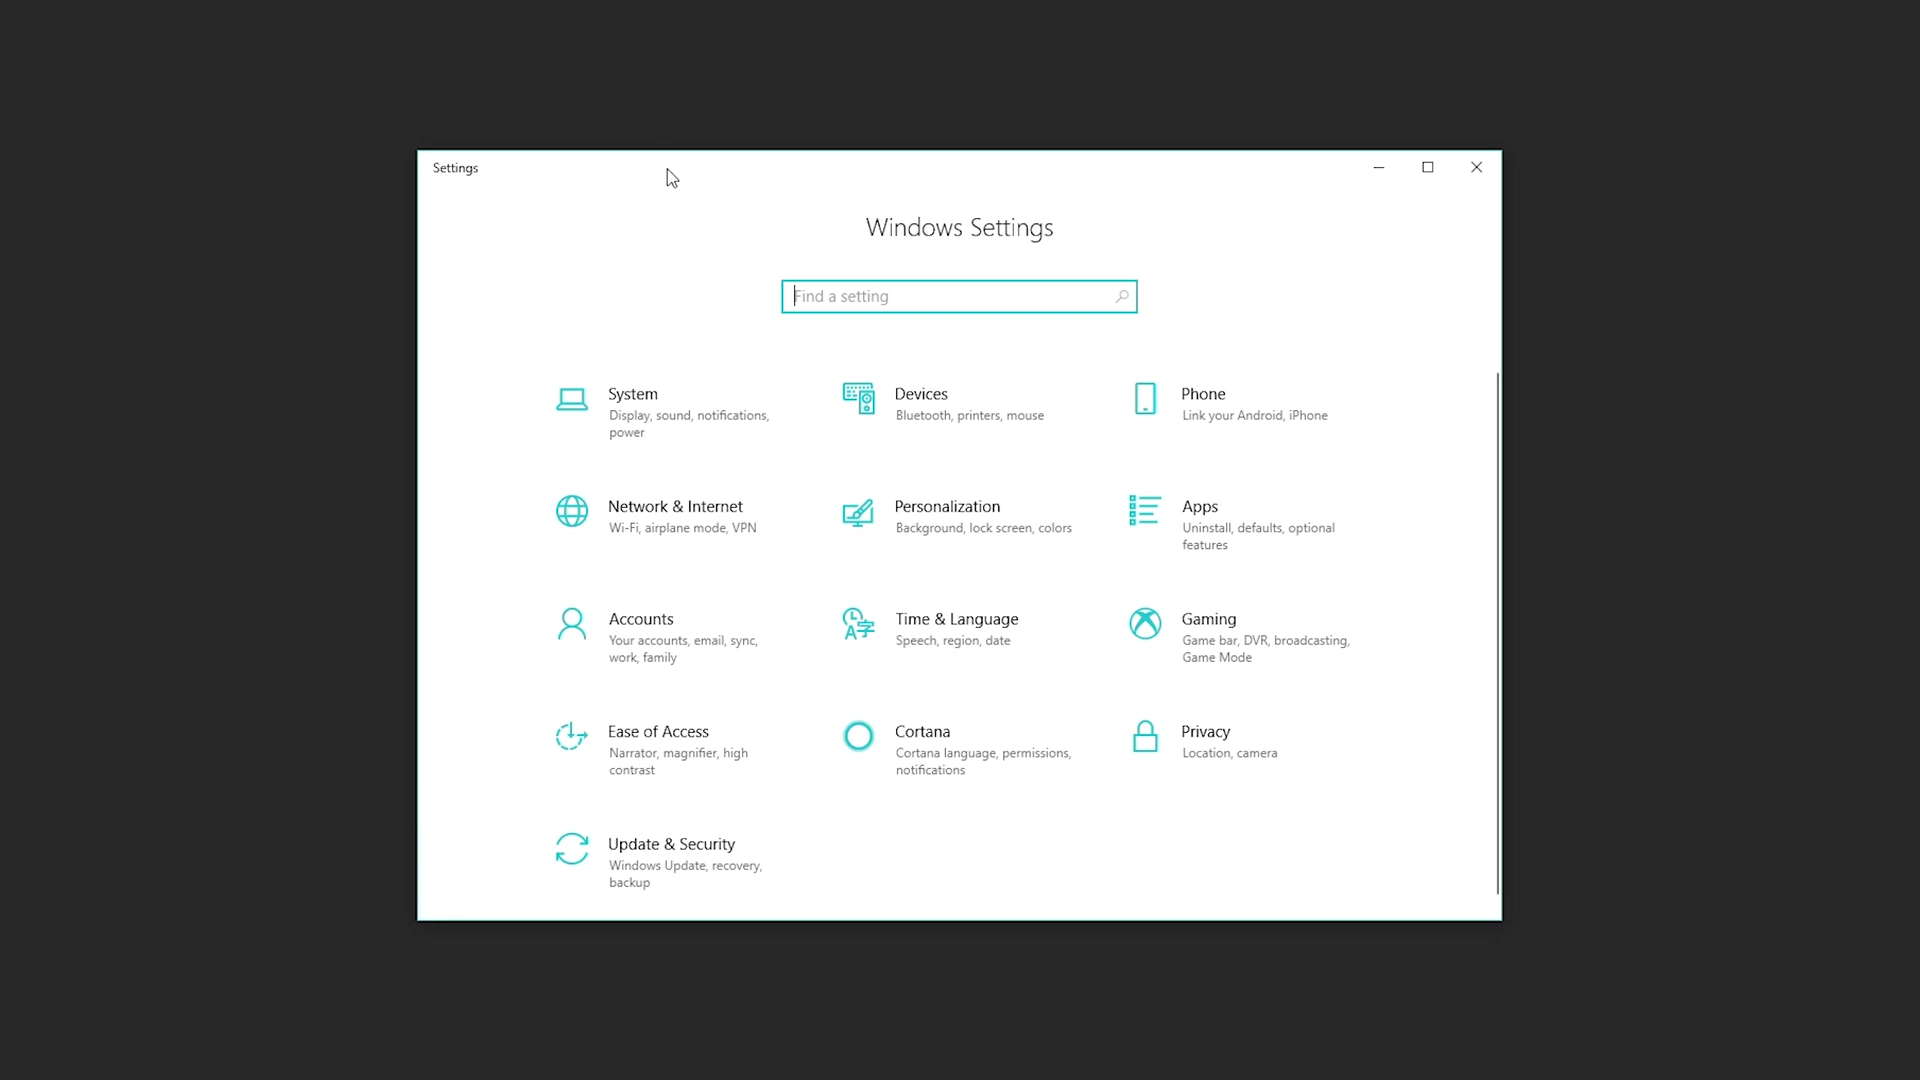 Settings
Windows Settings
Find a setting
System
Display, sound, notifications,
power
Devices
Bluetooth, printers, mouse
Phone
Link your Android, iPhone
Network & Internet
Wi-Fi, airplane mode, VPN
Personalization
Background, lock screen, colors
Apps
Uninstall, defaults, optional
features
Accounts
Your accounts, email, sync,
work, family
Time & Language
Speech, region, date
Gaming
Game bar, DVR, broadcasting,
Game Mode
Ease of Access
Narrator, magnifier, high
contrast
Cortana
Cortana language, permissions,
notifications
Privacy
Location, camera
Update & Security
Windows Update, recovery,
backup